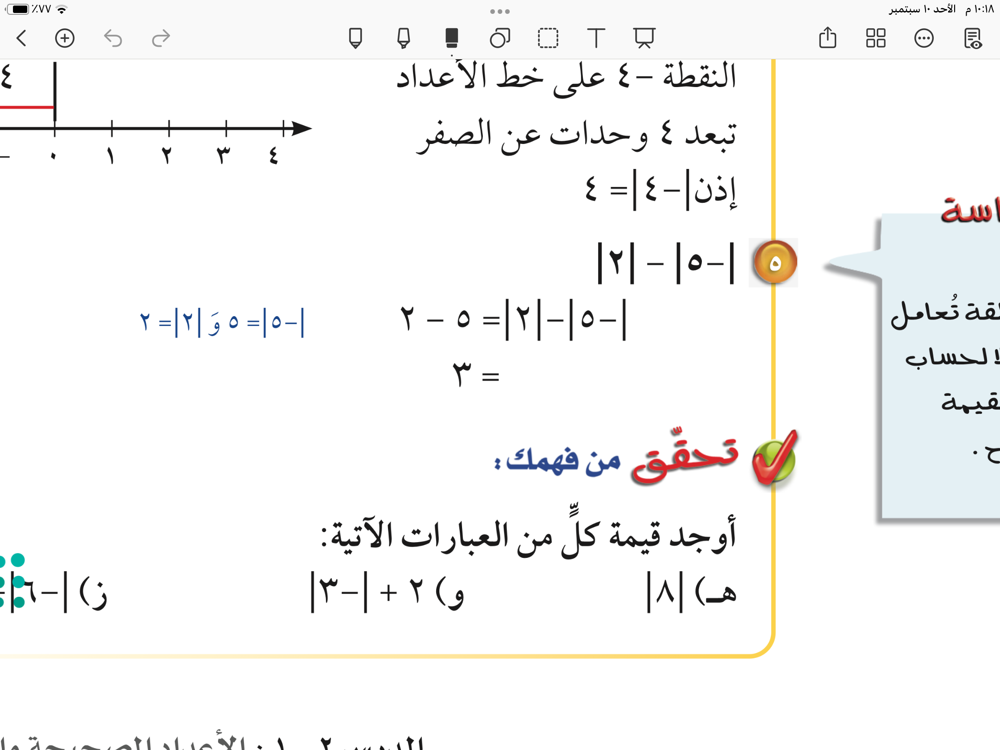 ١٠:١٨ م الأحد ١٠ سبتمبر
٧٧٪
النقطة -٤ على خط الأعداد
٤
تبعد ٤ وحدات عن الصفر
٠ ١ ٢ ٣ ٤
إذن |-٤| = ٤
٥ |-٥| - |٢|
|-٥| - |٢| = ٥ - ٢
|-٥| = ٥ وَ |٢| = ٢
= ٣
تُعامل
لحساب
تحقّق من فهمك:
أوجد قيمة كلٍّ من العبارات الآتية:
هـ) |٨|
و) ٢ + |-٣|
ز) |-٦| -